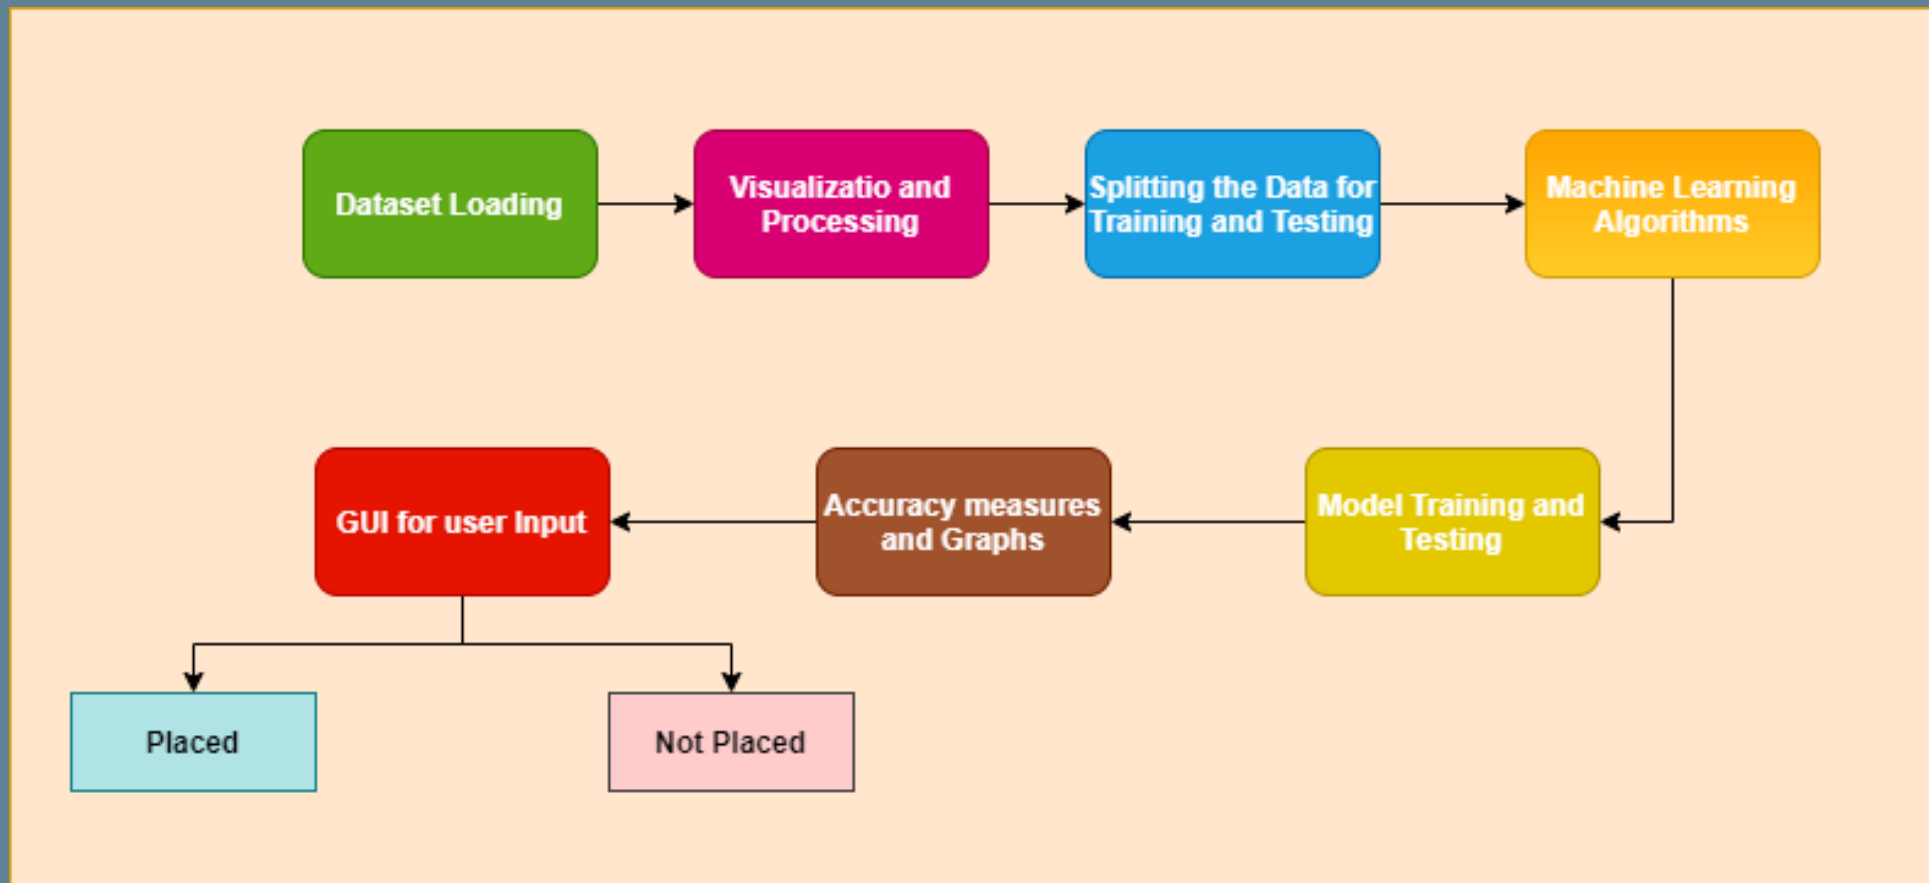 Dataset Loading
Visualizatio and
Processing
Splitting the Data for
Training and Testing
Machine Learning
Algorithms
Model Training and
Testing
Accuracy measures
and Graphs
GUI for user Input
Placed
Not Placed